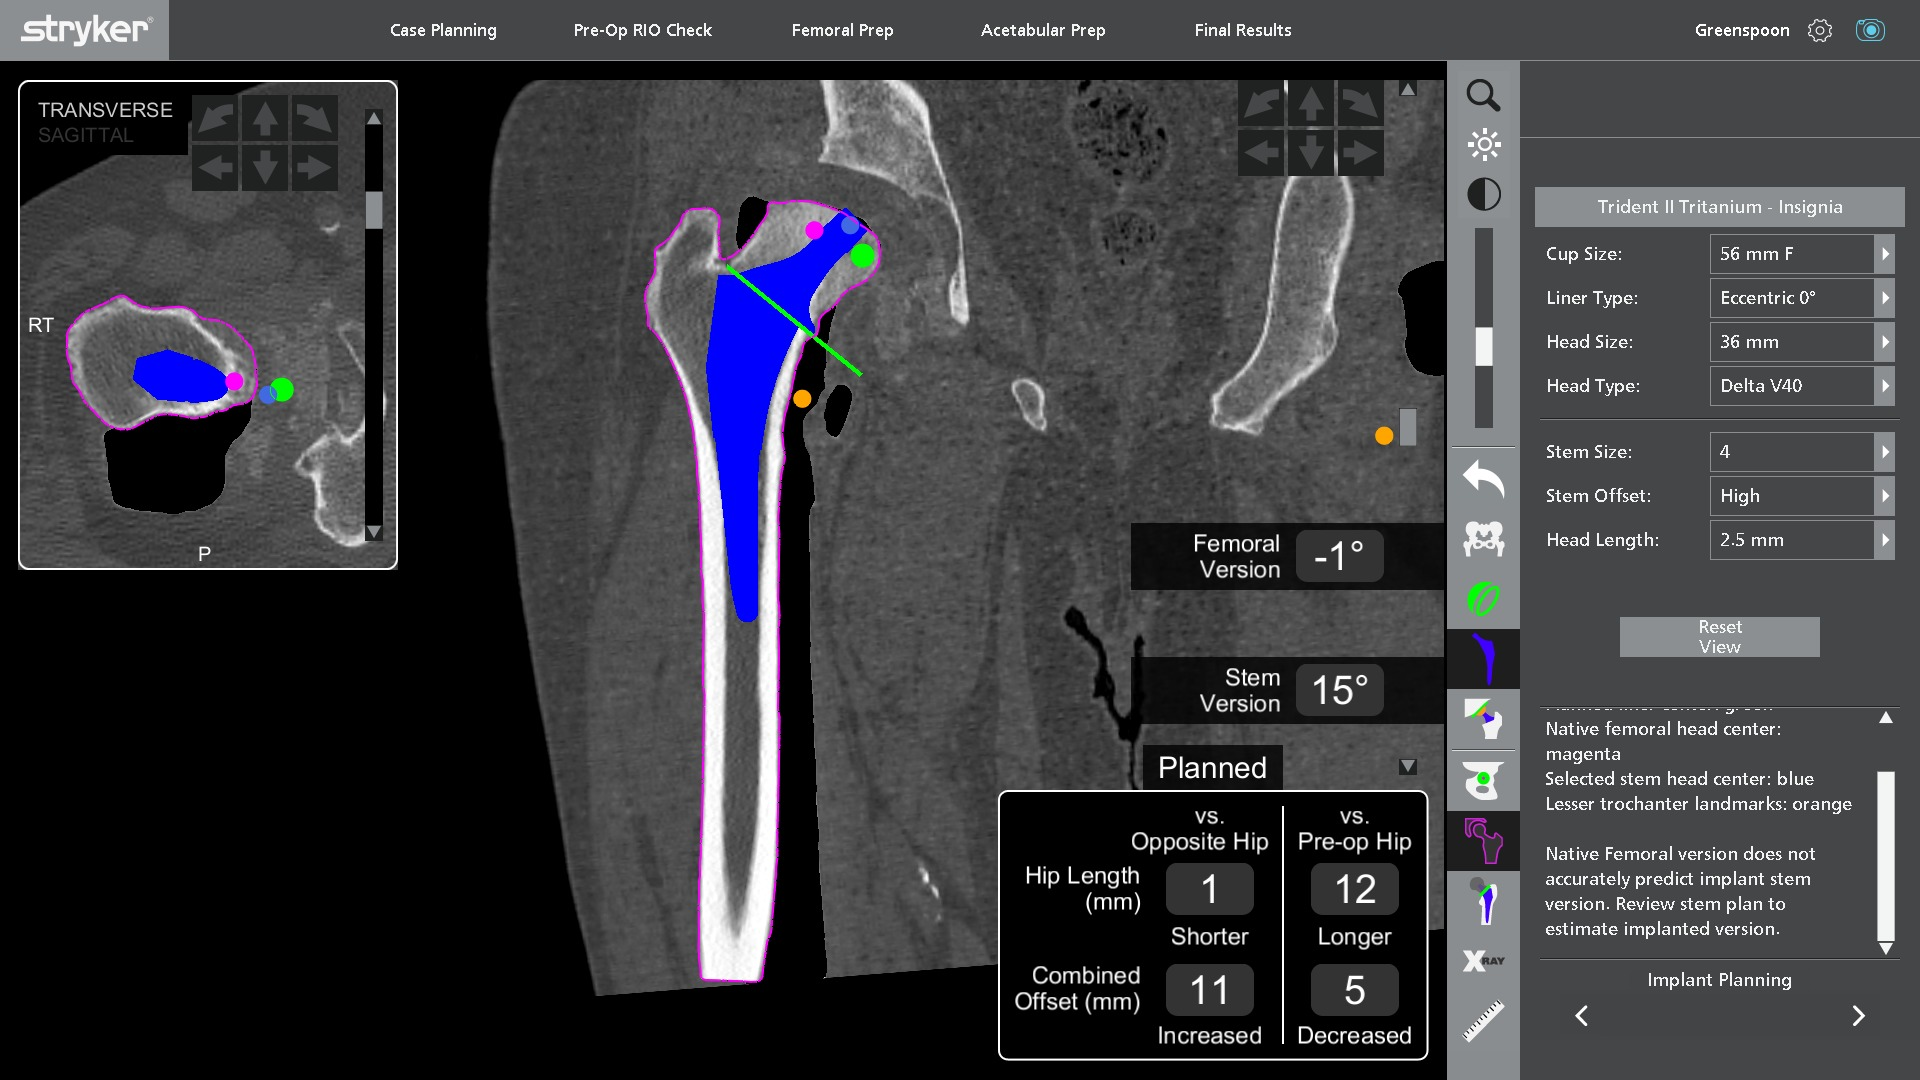 stryker®
Case Planning
Pre-Op RIO Check
Femoral Prep
Acetabular Prep
Final Results
Greenspoon
TRANSVERSE
SAGITTAL
RT
P
Femoral
Version
-1°
Stem
Version
15°
Planned
vs.
Opposite Hip
vs.
Pre-op Hip
Hip Length
(mm)
1
12
Shorter
Longer
Combined
Offset (mm)
11
5
Increased
Decreased
XRAY
Trident II Tritanium - Insignia
Cup Size: 56 mm F
Liner Type: Eccentric 0°
Head Size: 36 mm
Head Type: Delta V40
Stem Size: 4
Stem Offset: High
Head Length: 2.5 mm
Reset
View
Native femoral head center:
magenta
Selected stem head center: blue
Lesser trochanter landmarks: orange
Native Femoral version does not
accurately predict implant stem
version. Review stem plan to
estimate implanted version.
Implant Planning